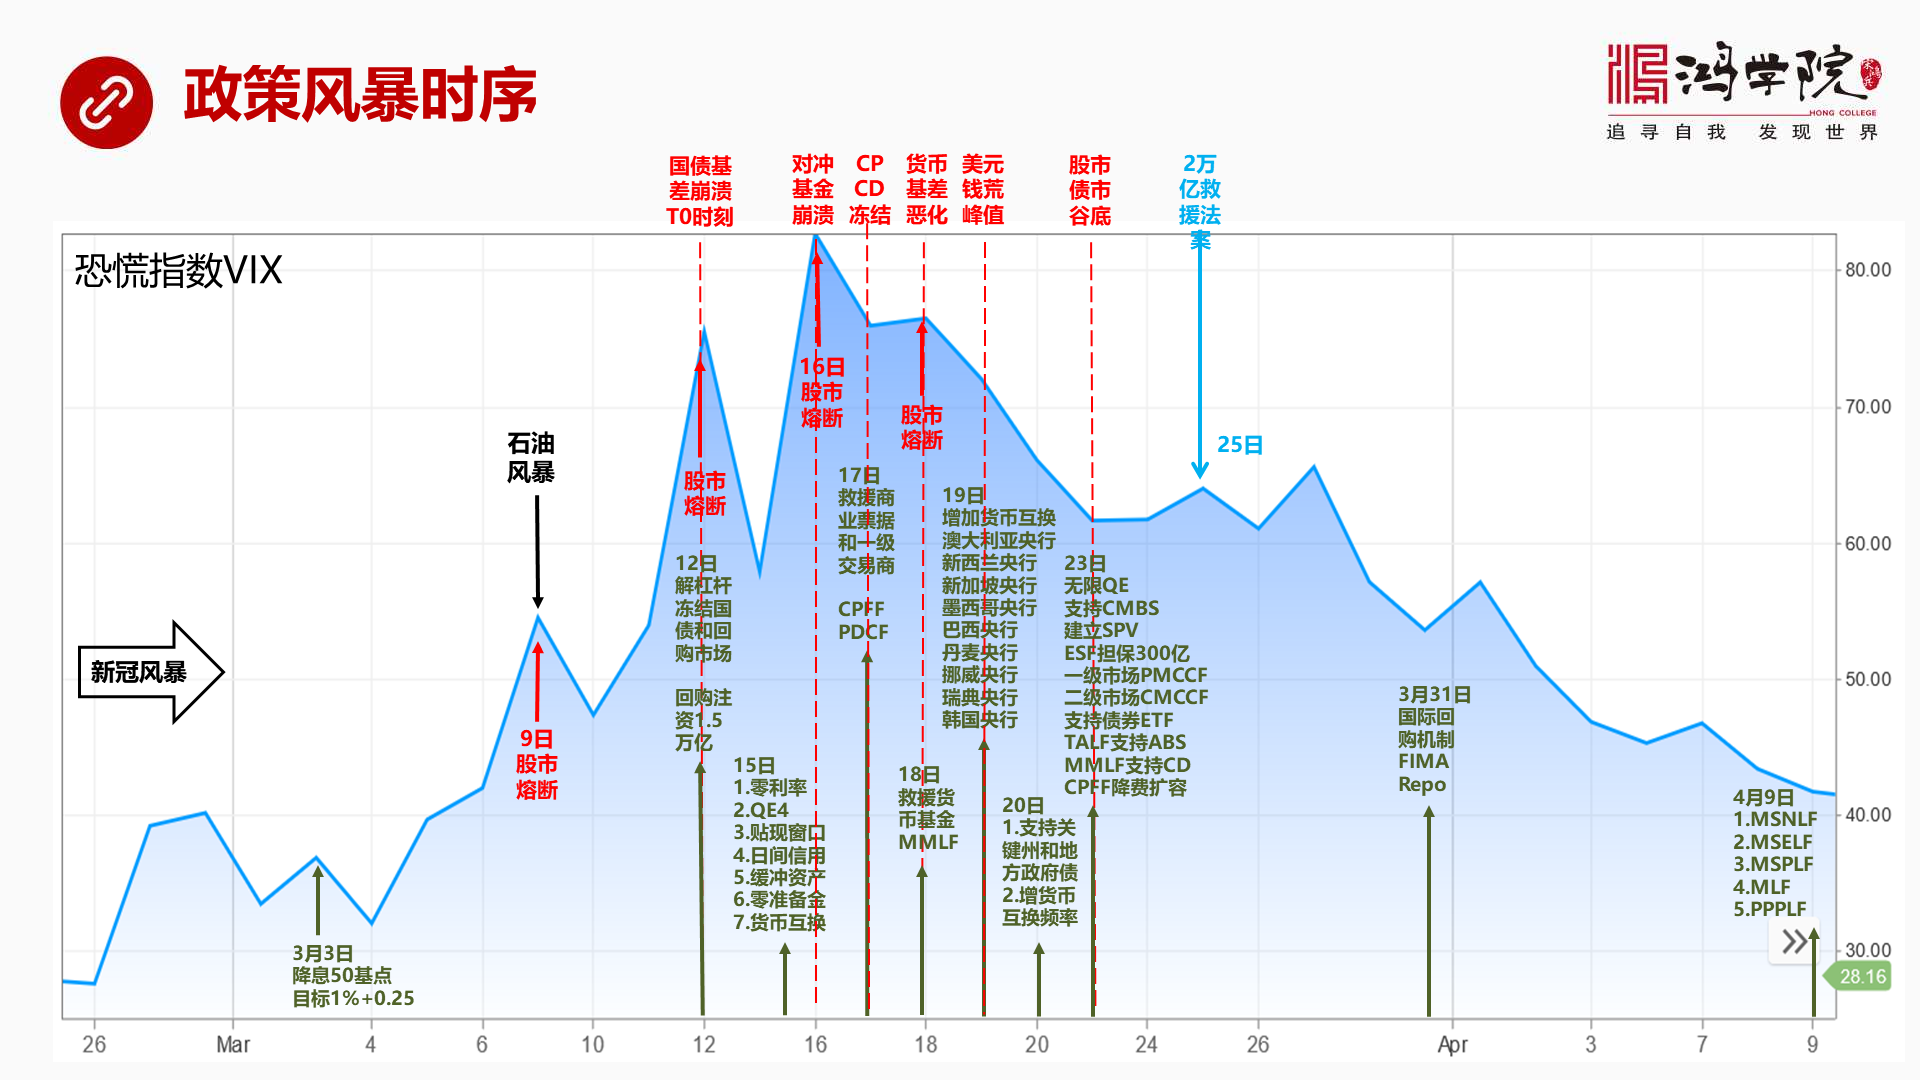 政策风暴时序
鸿学院
宋鸿兵
HONG COLLEGE
追寻自我 发现世界
国债基
差崩溃
T0时刻
对冲
基金
崩溃
CP
CD
冻结
货币
基差
恶化
美元
钱荒
峰值
股市
债市
谷底
2万
亿救
援法
案
恐慌指数VIX
80.00
70.00
60.00
50.00
40.00
30.00
28.16
新冠风暴
石油
风暴
9日
股市
熔断
股市
熔断
16日
股市
熔断
股市
熔断
25日
3月3日
降息50基点
目标1%+0.25
12日
解杠杆
冻结国
债和回
购市场
回购注
资1.5
万亿
15日
1.零利率
2.QE4
3.贴现窗口
4.日间信用
5.缓冲资产
6.零准备金
7.货币互换
17日
救援商
业票据
和一级
交易商
CPFF
PDCF
18日
救援货
币基金
MMLF
19日
增加货币互换
澳大利亚央行
新西兰央行
新加坡央行
墨西哥央行
巴西央行
丹麦央行
挪威央行
瑞典央行
韩国央行
20日
1.支持关
键州和地
方政府债
2.增货币
互换频率
23日
无限QE
支持CMBS
建立SPV
ESF担保300亿
一级市场PMCCF
二级市场CMCCF
支持债券ETF
TALF支持ABS
MMLF支持CD
CPFF降费扩容
3月31日
国际回
购机制
FIMA
Repo
4月9日
1.MSNLF
2.MSELF
3.MSPLF
4.MLF
5.PPPLF
26 Mar 4 6 10 12 16 18 20 24 26 Apr 3 7 9